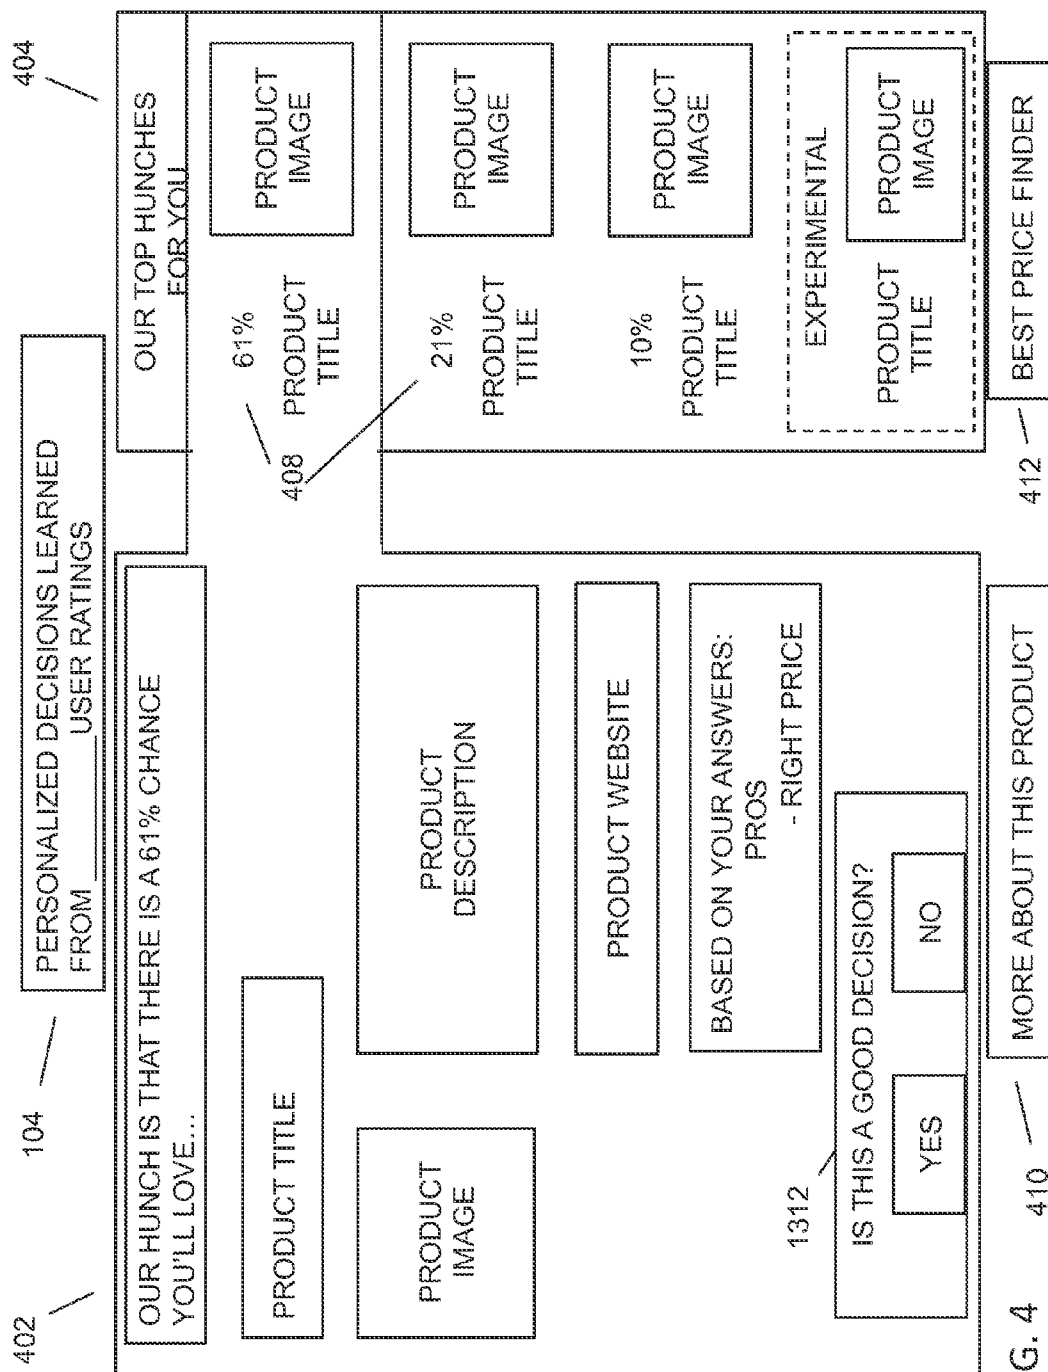 104
PERSONALIZED DECISIONS LEARNED
FROM ____ USER RATINGS
402
OUR HUNCH IS THAT THERE IS A 61% CHANCE
YOU'LL LOVE...
PRODUCT TITLE
PRODUCT
IMAGE
PRODUCT
DESCRIPTION
PRODUCT WEBSITE
BASED ON YOUR ANSWERS:
PROS
- RIGHT PRICE
1312
IS THIS A GOOD DECISION?
YES
NO
410
MORE ABOUT THIS PRODUCT
404
OUR TOP HUNCHES
FOR YOU
408
61%
PRODUCT
TITLE
PRODUCT
IMAGE
21%
PRODUCT
TITLE
PRODUCT
IMAGE
10%
PRODUCT
TITLE
PRODUCT
IMAGE
EXPERIMENTAL
PRODUCT
TITLE
PRODUCT
IMAGE
412
BEST PRICE FINDER
G. 4